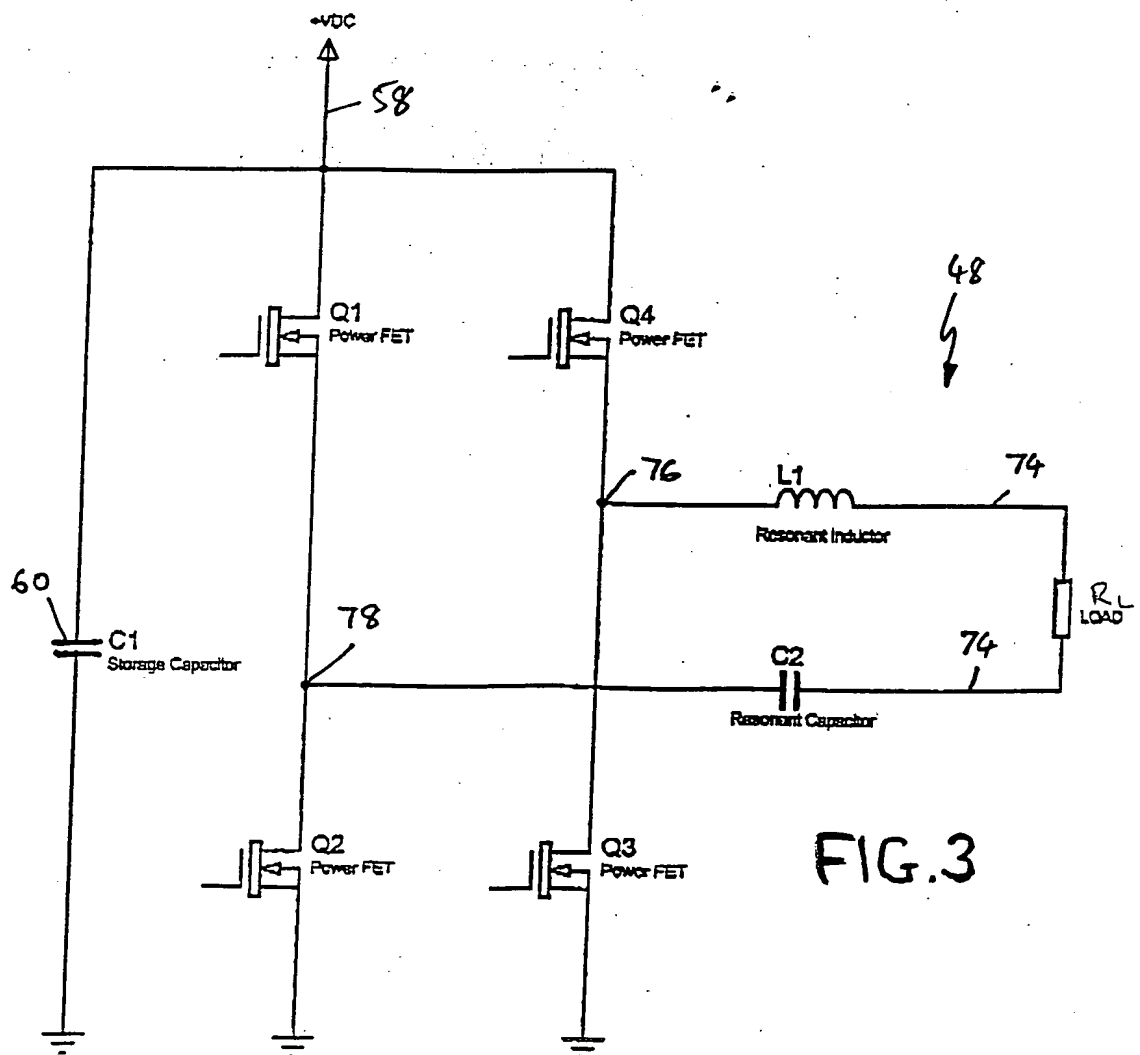 +VDC
58
Q1
Power FET
Q4
Power FET
48
76
L1
74
Resonant Inductor
60
C1
Storage Capacitor
78
RL
LOAD
C2
74
Resonant Capacitor
Q2
Power FET
Q3
Power FET
FIG.3